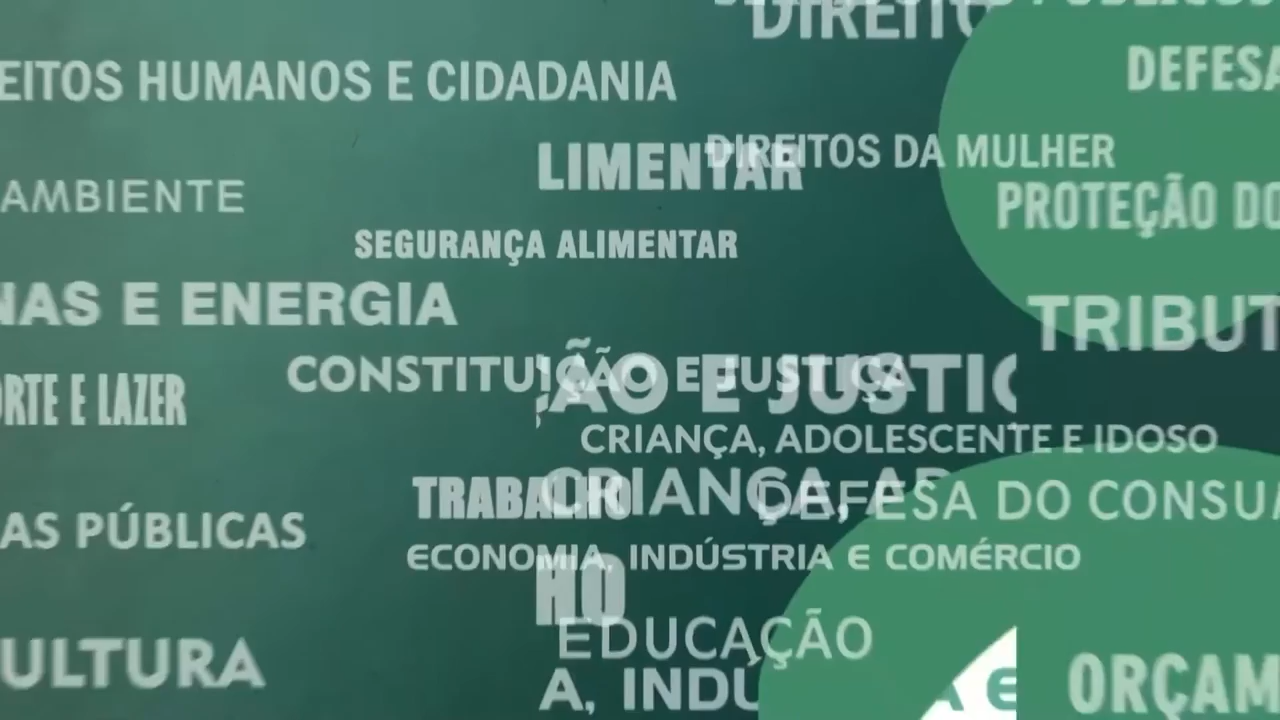 DIREITO
EITOS HUMANOS E CIDADANIA
DEFESA
DIREITOS DA MULHER
LIMENTAR
AMBIENTE
PROTEÇÃO DO
SEGURANÇA ALIMENTAR
NAS E ENERGIA
TRIBUT
CONSTITUIÇÃO E JUSTIÇA
ÃO E JUSTIÇ
ORTE E LAZER
CRIANÇA, ADOLESCENTE E IDOSO
CRIANÇA, AD
TRABALHO
DEFESA DO CONSU
AS PÚBLICAS
ECONOMIA, INDÚSTRIA E COMÉRCIO
HO
EDUCAÇÃO
ULTURA
A, INDÚ
ORÇAM